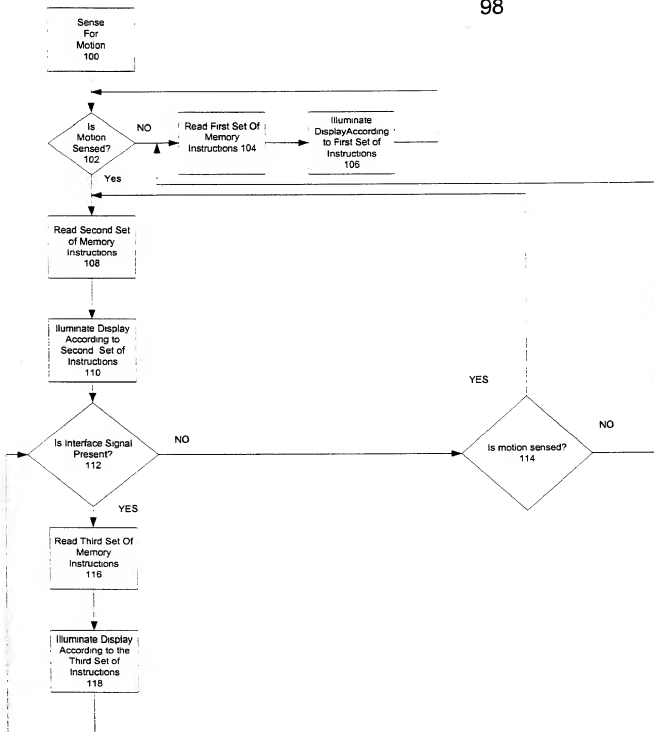 98
Sense
For
Motion
100
Is
Motion
Sensed?
102
NO
Yes
Read First Set Of
Memory
Instructions 104
Illuminate
DisplayAccording
to First Set of
Instructions
106
Read Second Set
of Memory
Instructions
108
Iluminate Display
According to
Second Set of
Instructions
110
Is Interface Signal
Present?
112
NO
YES
Is motion sensed?
114
YES
NO
Read Third Set Of
Memory
Instructions
116
Illuminate Display
According to the
Third Set of
Instructions
118